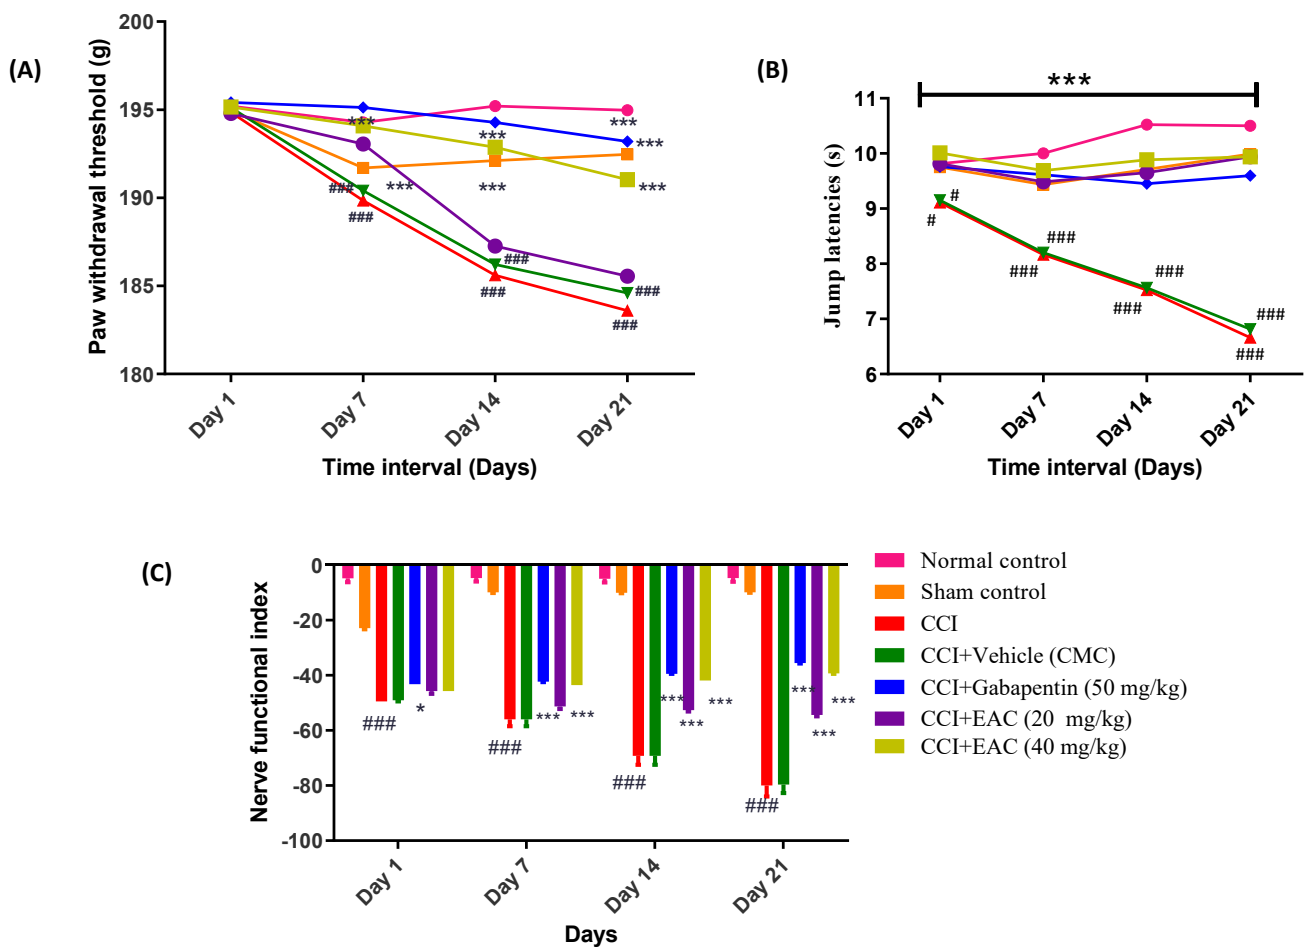 (A)
Paw withdrawal threshold (g)
200
195
190
185
180
***
***
***
***
***
***
***
###
###
###
###
###
###
Day 1
Day 7
Day 14
Day 21
Time interval (Days)
(B)
Jump latencies (s)
11
10
9
8
7
6
***
#
#
###
###
###
###
###
###
Day 1
Day 7
Day 14
Day 21
Time interval (Days)
(C)
Nerve functional index
0
-20
-40
-60
-80
-100
###
*
###
***
***
###
***
***
***
###
***
***
***
Day 1
Day 7
Day 14
Day 21
Days
Normal control
Sham control
CCI
CCI+Vehicle (CMC)
CCI+Gabapentin (50 mg/kg)
CCI+EAC (20 mg/kg)
CCI+EAC (40 mg/kg)